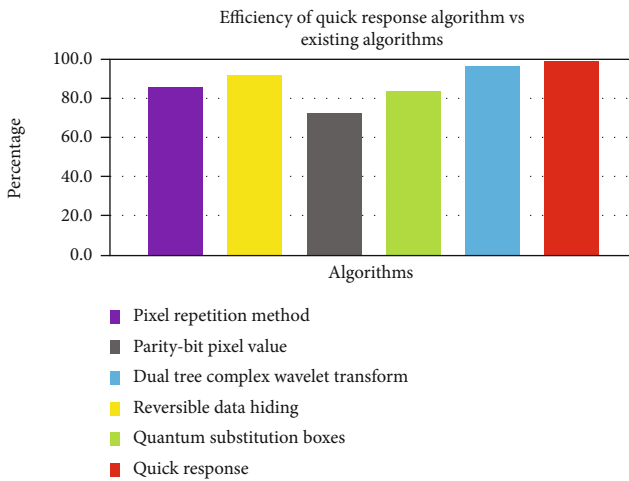 Efficiency of quick response algorithm vs
existing algorithms
100.0
80.0
60.0
40.0
20.0
0.0
Percentage
Algorithms
Pixel repetition method
Parity-bit pixel value
Dual tree complex wavelet transform
Reversible data hiding
Quantum substitution boxes
Quick response